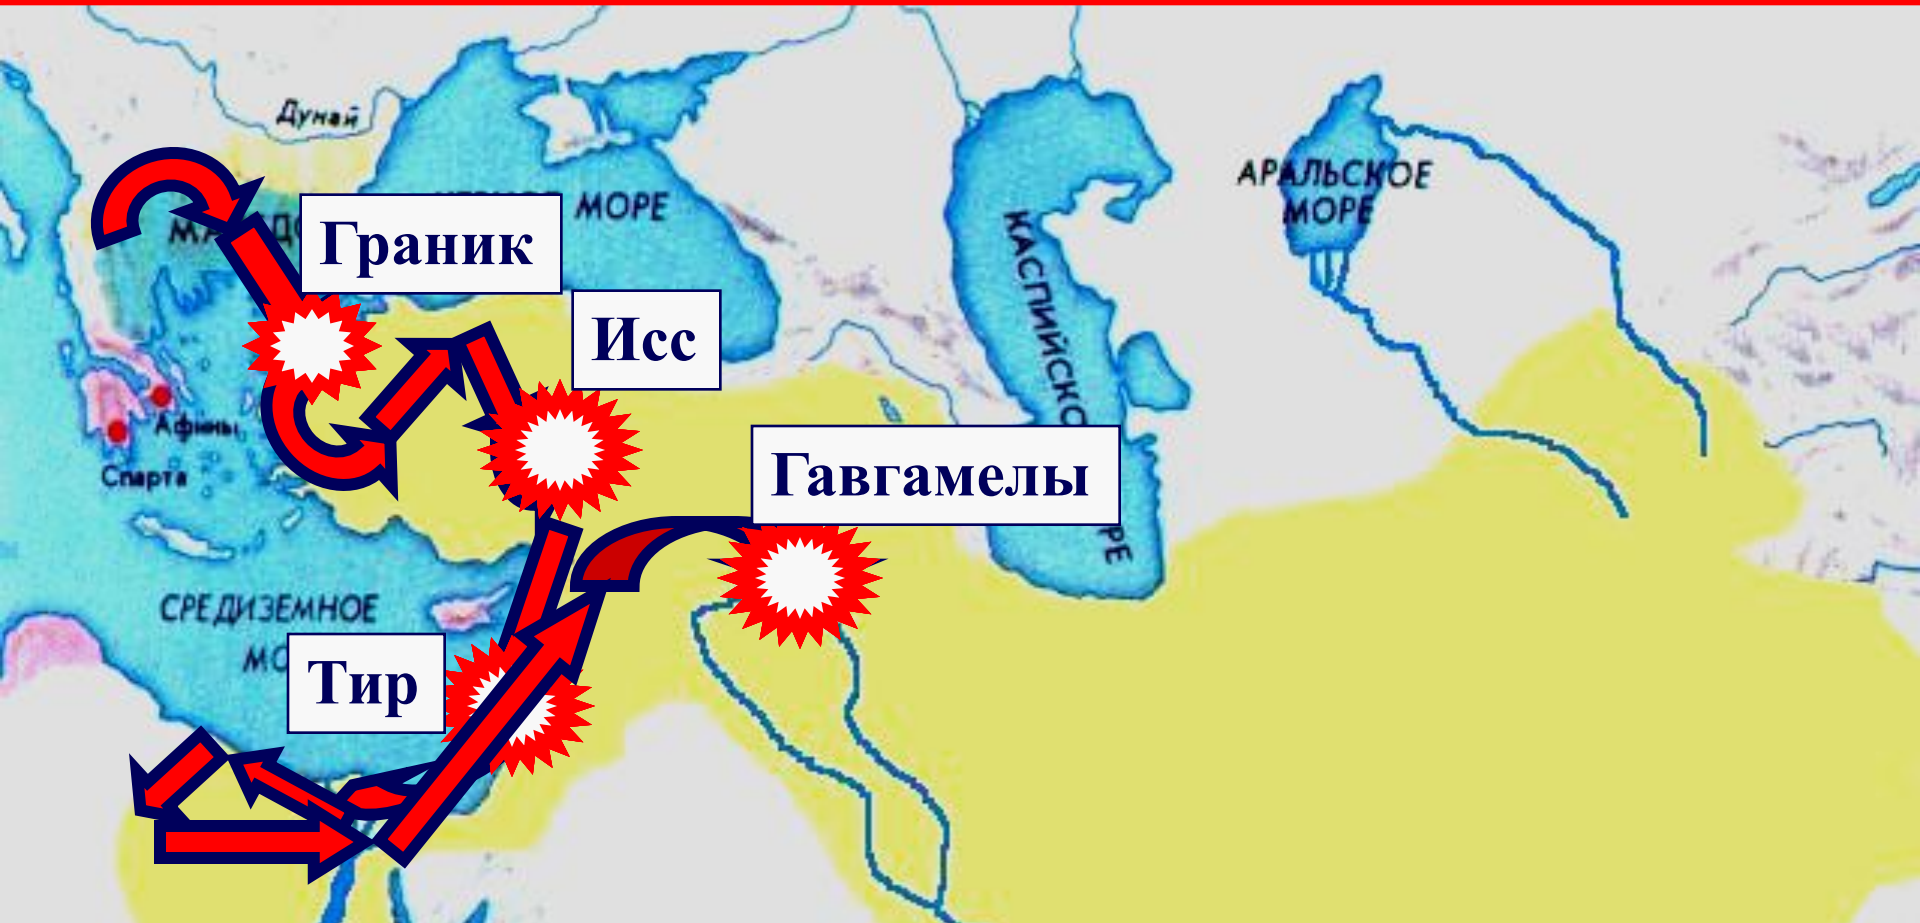 Дунай
МОРЕ
АРАЛЬСКОЕ
МОРЕ
Граник
Исс
Афины
Спарта
Гавгамелы
СРЕДИЗЕМНОЕ
Тир